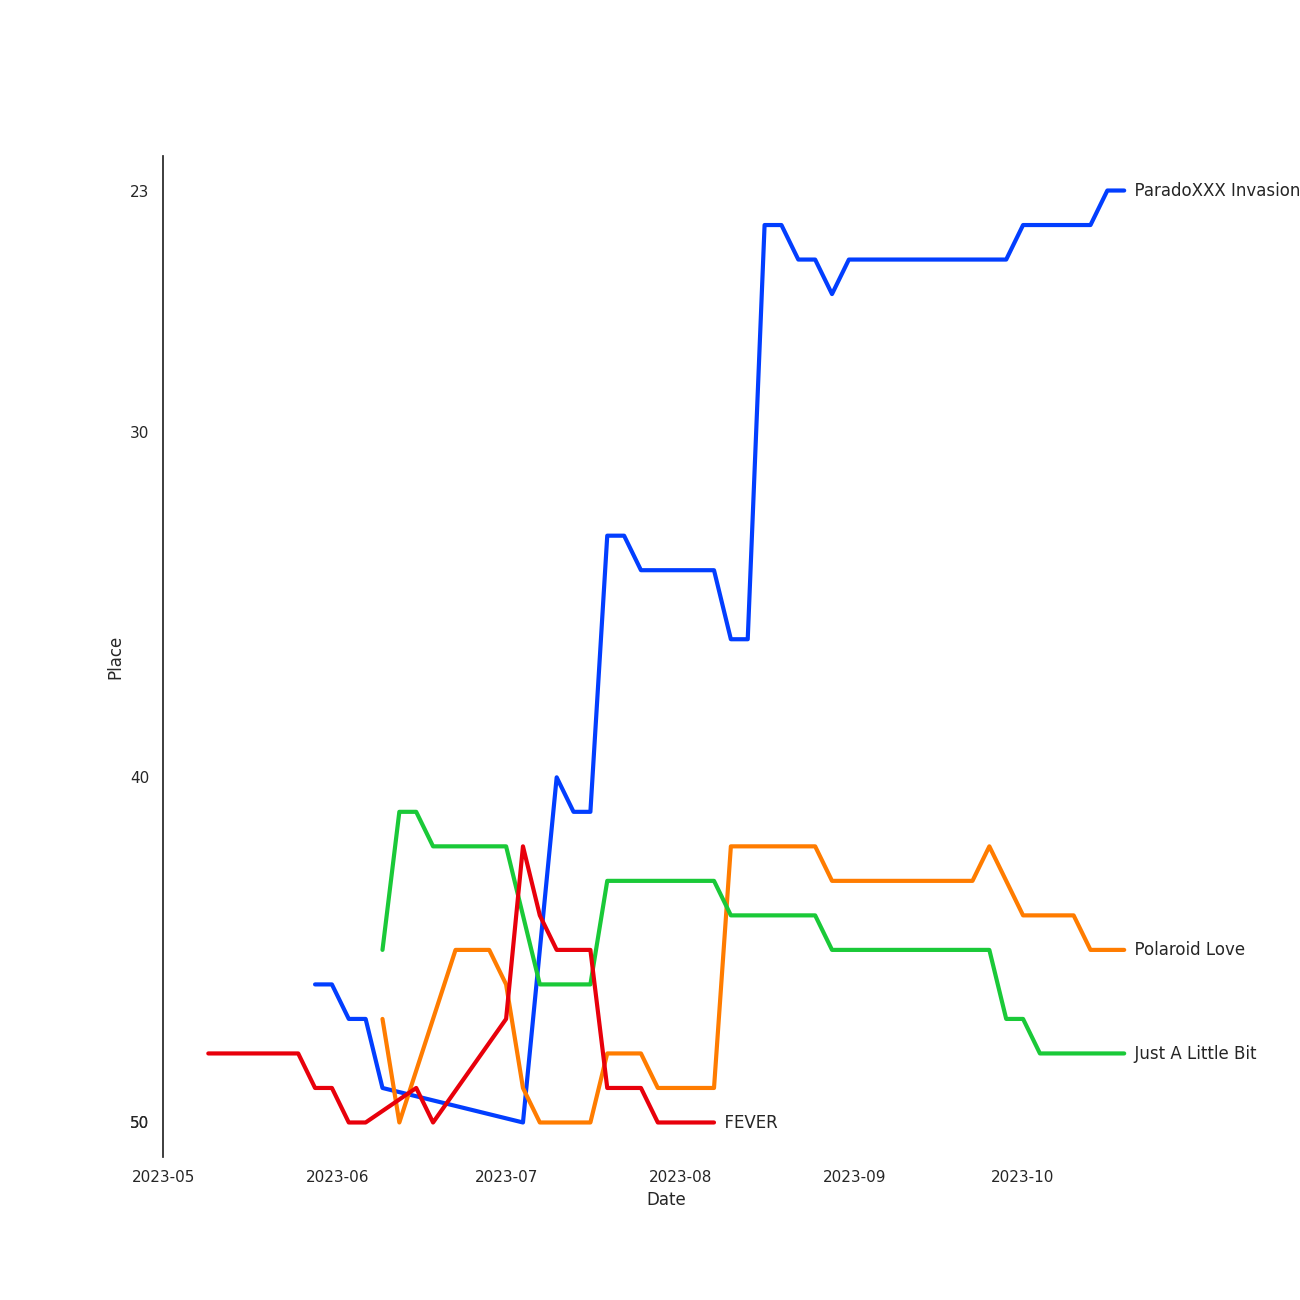 23
ParadoXXX Invasion
30
Place
40
Polaroid Love
Just A Little Bit
50
FEVER
2023-05 2023-06 2023-07 2023-08 2023-09 2023-10
Date